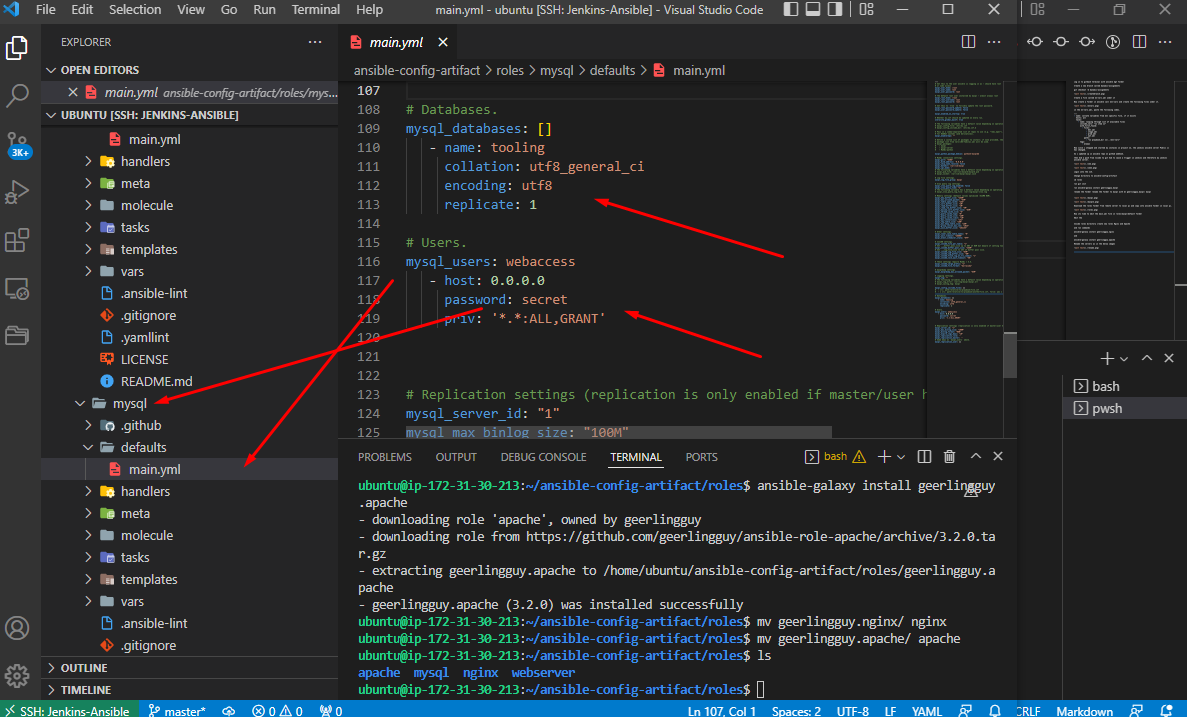 File Edit Selection View Go Run Terminal Help
main.yml - ubuntu [SSH: Jenkins-Ansible] - Visual Studio Code
EXPLORER
OPEN EDITORS
main.yml ansible-config-artifact/roles/mys...
UBUNTU [SSH: JENKINS-ANSIBLE]
main.yml
handlers
meta
molecule
tasks
templates
vars
.ansible-lint
.gitignore
.yamllint
LICENSE
README.md
mysql
.github
defaults
main.yml
handlers
meta
molecule
tasks
templates
vars
.ansible-lint
.gitignore
OUTLINE
TIMELINE
3K+
main.yml
ansible-config-artifact > roles > mysql > defaults > main.yml
107
108 # Databases.
109 mysql_databases: []
110 - name: tooling
111 collation: utf8_general_ci
112 encoding: utf8
113 replicate: 1
114
115 # Users.
116 mysql_users: webaccess
117 - host: 0.0.0.0
118 password: secret
119 priv: '*.*:ALL,GRANT'
120
121
122
123 # Replication settings (replication is only enabled if master/user h
124 mysql_server_id: "1"
125 mysql_max_binlog_size: "100M"
PROBLEMS OUTPUT DEBUG CONSOLE TERMINAL PORTS
bash
ubuntu@ip-172-31-30-213:~/ansible-config-artifact/roles$ ansible-galaxy install geerlingguy
.apache
- downloading role 'apache', owned by geerlingguy
- downloading role from https://github.com/geerlingguy/ansible-role-apache/archive/3.2.0.ta
r.gz
- extracting geerlingguy.apache to /home/ubuntu/ansible-config-artifact/roles/geerlingguy.a
pache
- geerlingguy.apache (3.2.0) was installed successfully
ubuntu@ip-172-31-30-213:~/ansible-config-artifact/roles$ mv geerlingguy.nginx/ nginx
ubuntu@ip-172-31-30-213:~/ansible-config-artifact/roles$ mv geerlingguy.apache/ apache
ubuntu@ip-172-31-30-213:~/ansible-config-artifact/roles$ ls
apache mysql nginx webserver
ubuntu@ip-172-31-30-213:~/ansible-config-artifact/roles$
bash
pwsh
SSH: Jenkins-Ansible master* 0 0 0
Ln 107, Col 1 Spaces: 2 UTF-8 LF YAML
CRLF Markdown